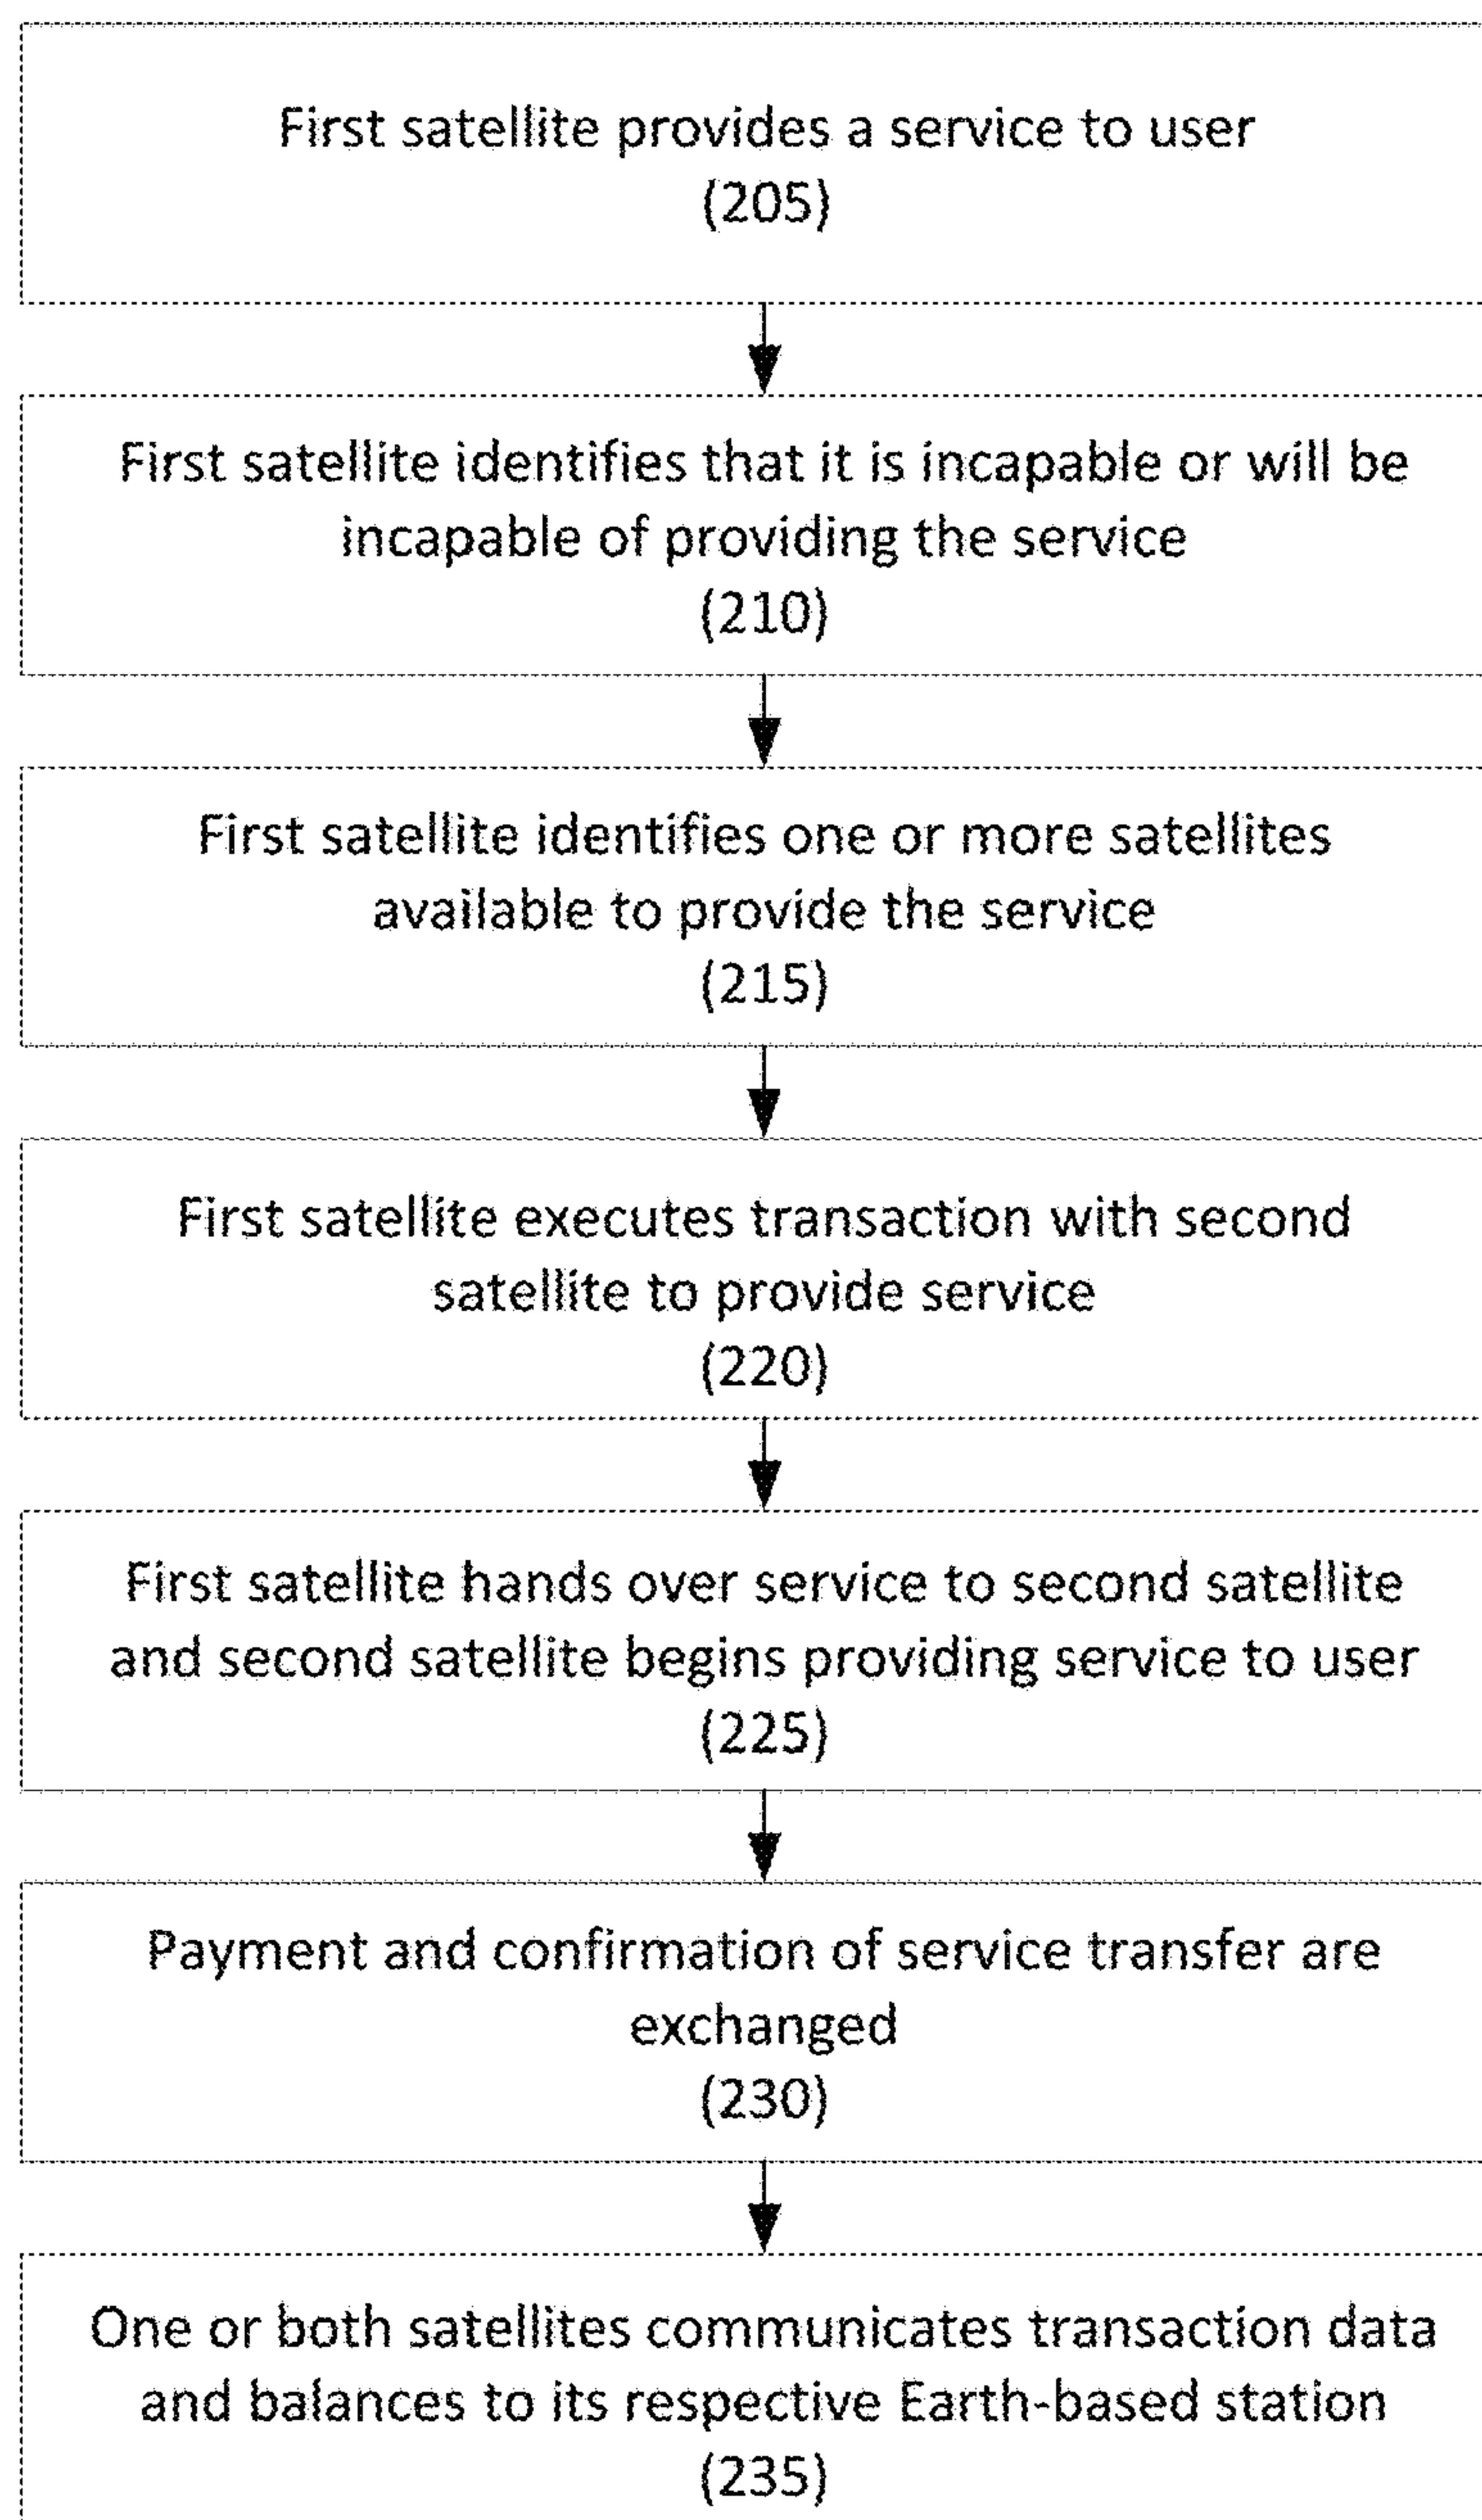 First satellite provides a service to user
(205)
First satellite identifies that it is incapable or will be
incapable of providing the service
(210)
First satellite identifies one or more satellites
available to provide the service
(215)
First satellite executes transaction with second
satellite to provide service
(220)
First satellite hands over service to second satellite
and second satellite begins providing service to user
(225)
Payment and confirmation of service transfer are
exchanged
(230)
One or both satellites communicates transaction data
and balances to its respective Earth-based station
(235)